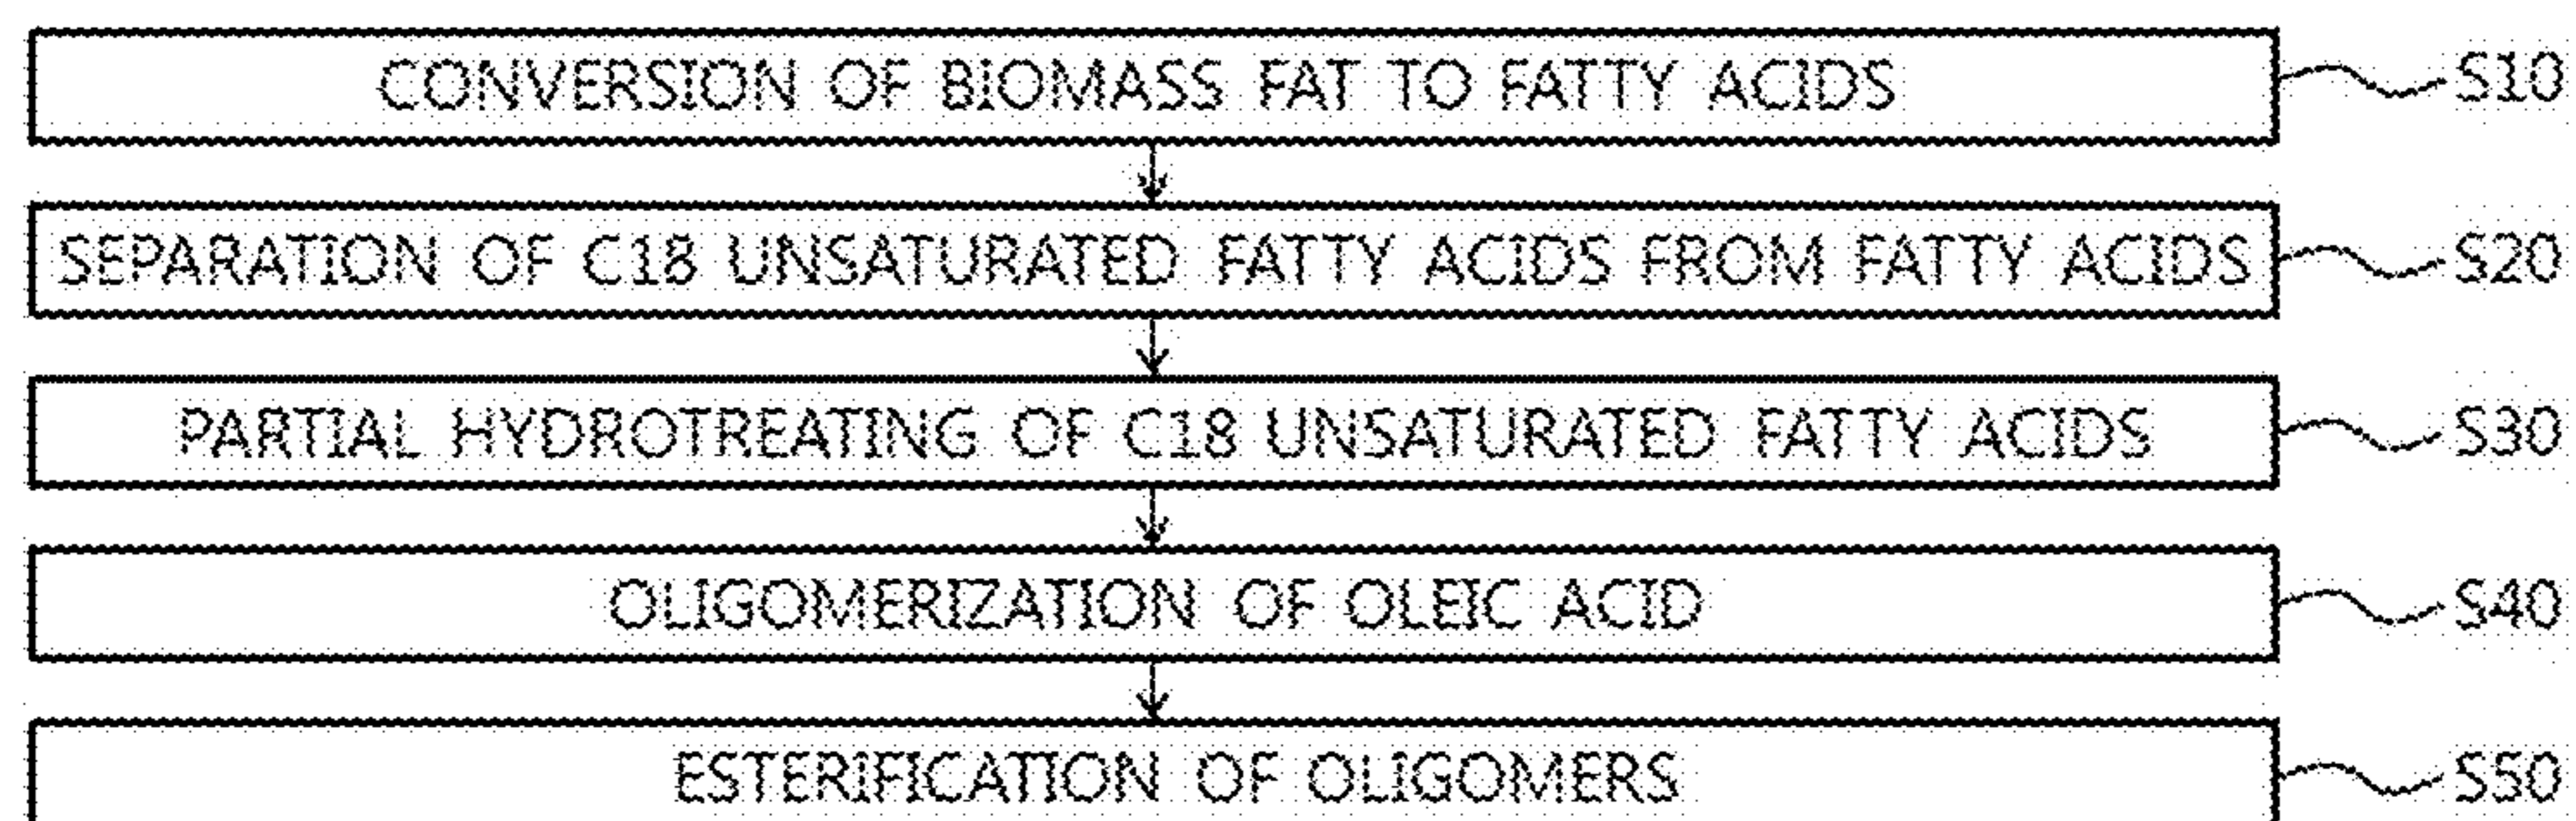 CONVERSION OF BIOMASS FAT TO FATTY ACIDS S10
SEPARATION OF C18 UNSATURATED FATTY ACIDS FROM FATTY ACIDS S20
PARTIAL HYDROTREATING OF C18 UNSATURATED FATTY ACIDS S30
OLIGOMERIZATION OF OLEIC ACID S40
ESTERIFICATION OF OLIGOMERS S50